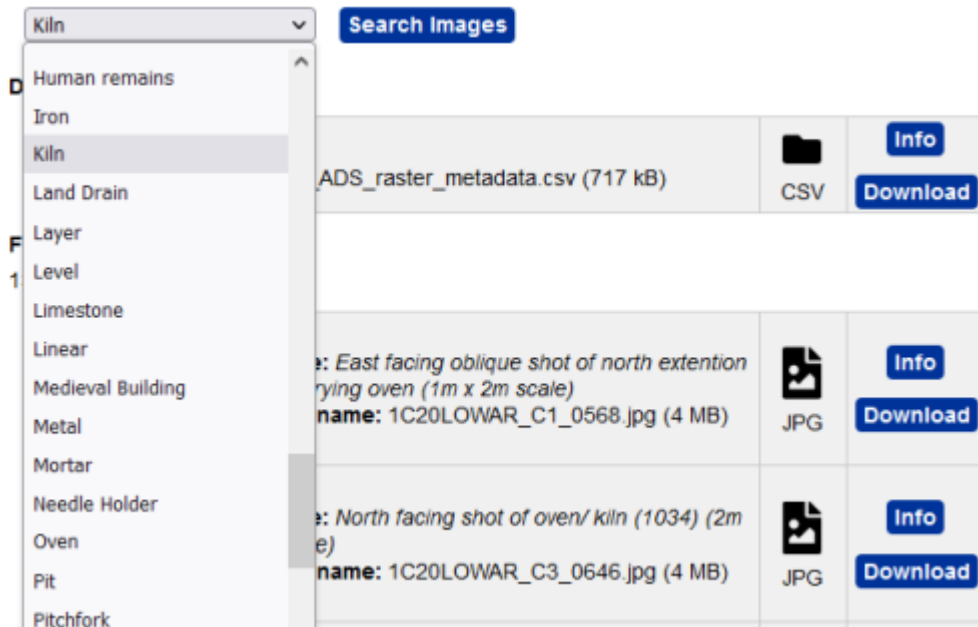 Kiln
Search Images
D
Human remains
Iron
Kiln
Land Drain
Layer
Level
Limestone
Linear
Medieval Building
Metal
Mortar
Needle Holder
Oven
Pit
Pitchfork
_ADS_raster_metadata.csv (717 kB)
CSV
Info
Download
F
1
e: East facing oblique shot of north extention
rying oven (1m x 2m scale)
name: 1C20LOWAR_C1_0568.jpg (4 MB)
JPG
Info
Download
e: North facing shot of oven/ kiln (1034) (2m
e)
name: 1C20LOWAR_C3_0646.jpg (4 MB)
JPG
Info
Download